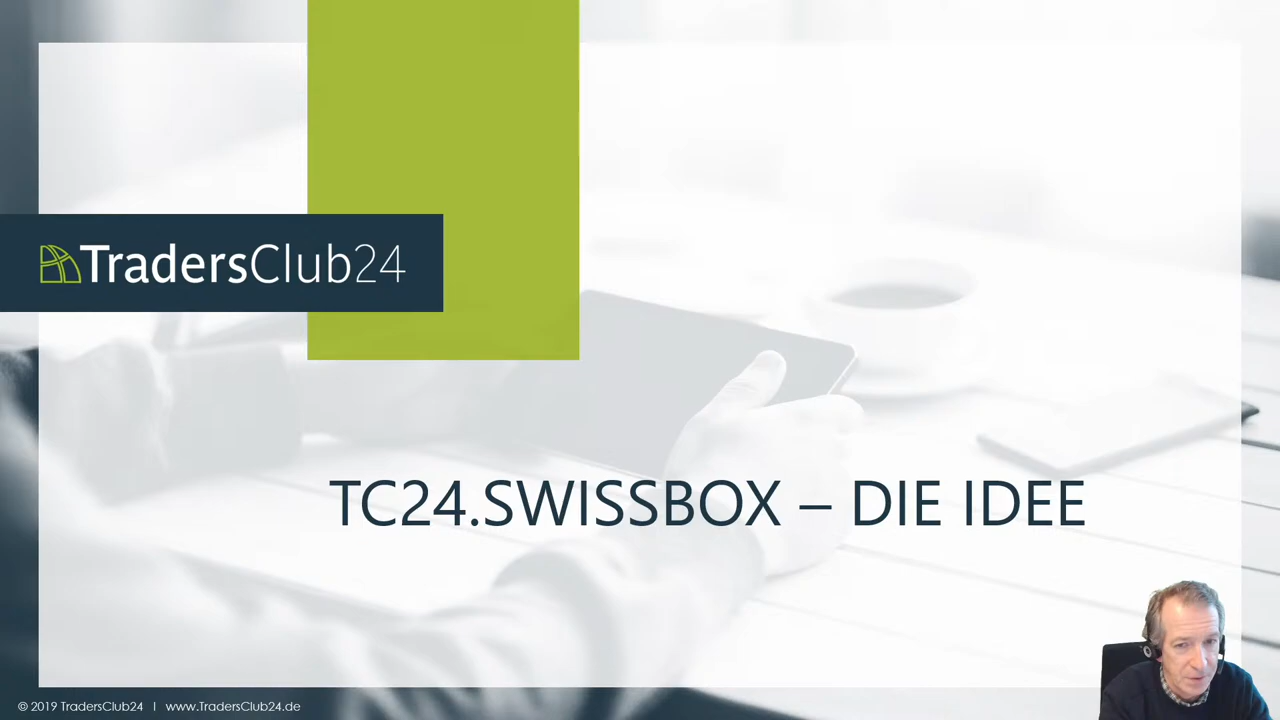 TradersClub24
TC24.SWISSBOX – DIE IDEE
© 2019 TradersClub24 | www.TradersClub24.de